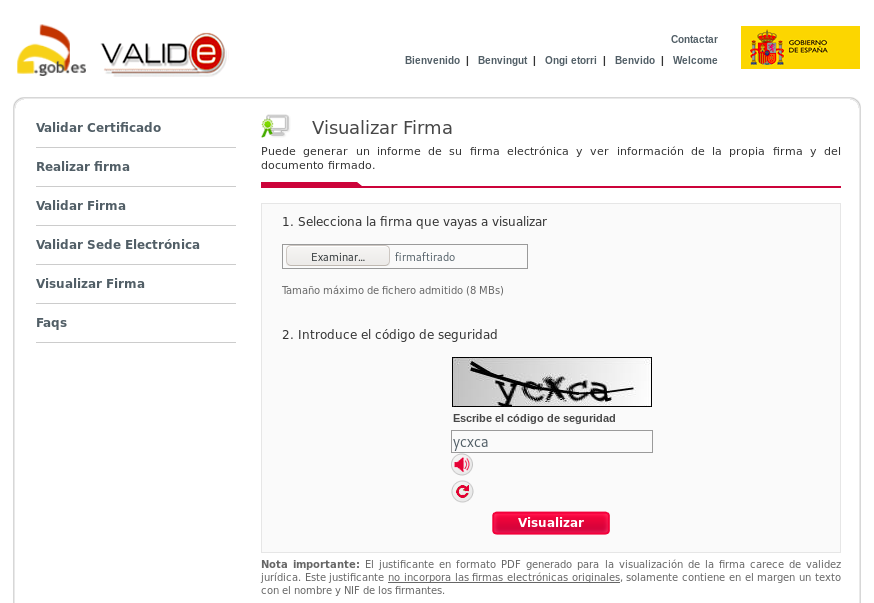 .gob.es VALIDe
Contactar
Bienvenido | Benvingut | Ongi etorri | Benvido | Welcome
GOBIERNO
DE ESPAÑA
Validar Certificado
Realizar firma
Validar Firma
Validar Sede Electrónica
Visualizar Firma
Faqs
Visualizar Firma
Puede generar un informe de su firma electrónica y ver información de la propia firma y del
documento firmado.
1. Selecciona la firma que vayas a visualizar
Examinar... firmaftirado
Tamaño máximo de fichero admitido (8 MBs)
2. Introduce el código de seguridad
ycxca
Escribe el código de seguridad
ycxca
Visualizar
Nota importante: El justificante en formato PDF generado para la visualización de la firma carece de validez
jurídica. Este justificante no incorpora las firmas electrónicas originales, solamente contiene en el margen un texto
con el nombre y NIF de los firmantes.